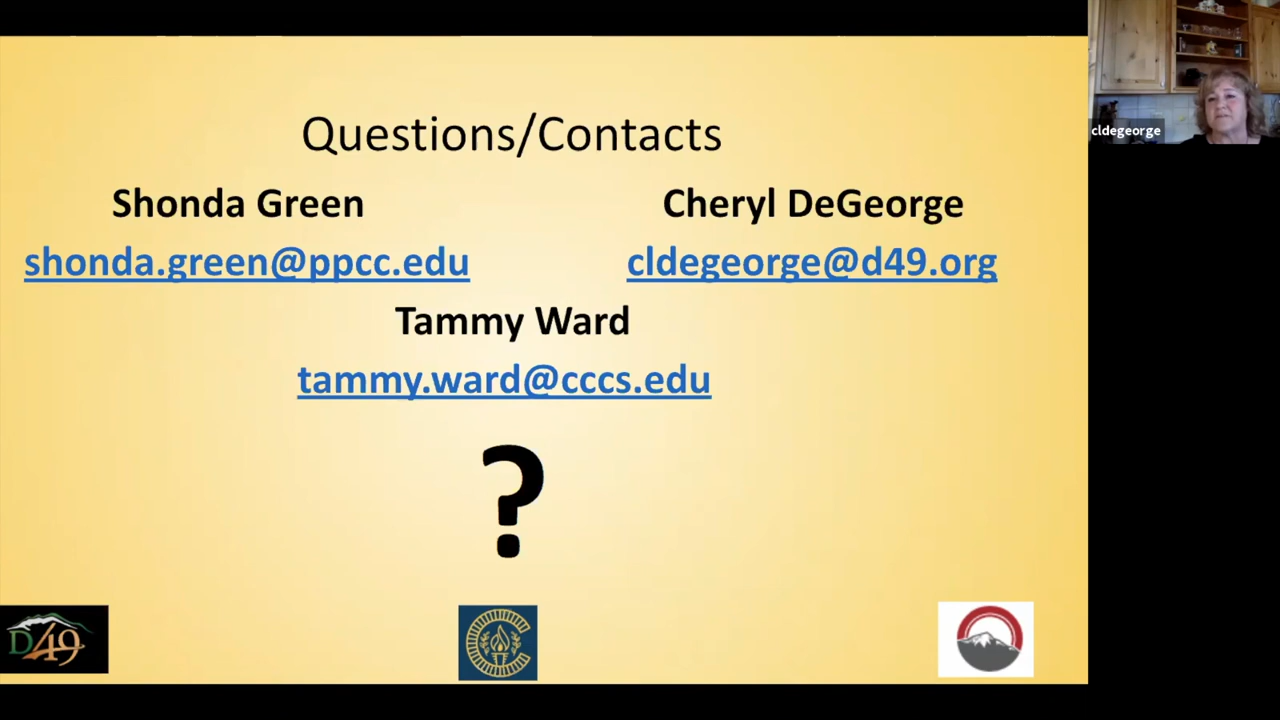 Questions/Contacts
Shonda Green
Cheryl DeGeorge
shonda.green@ppcc.edu
cldegeorge@d49.org
Tammy Ward
tammy.ward@cccs.edu
?
D49
cldegeorge